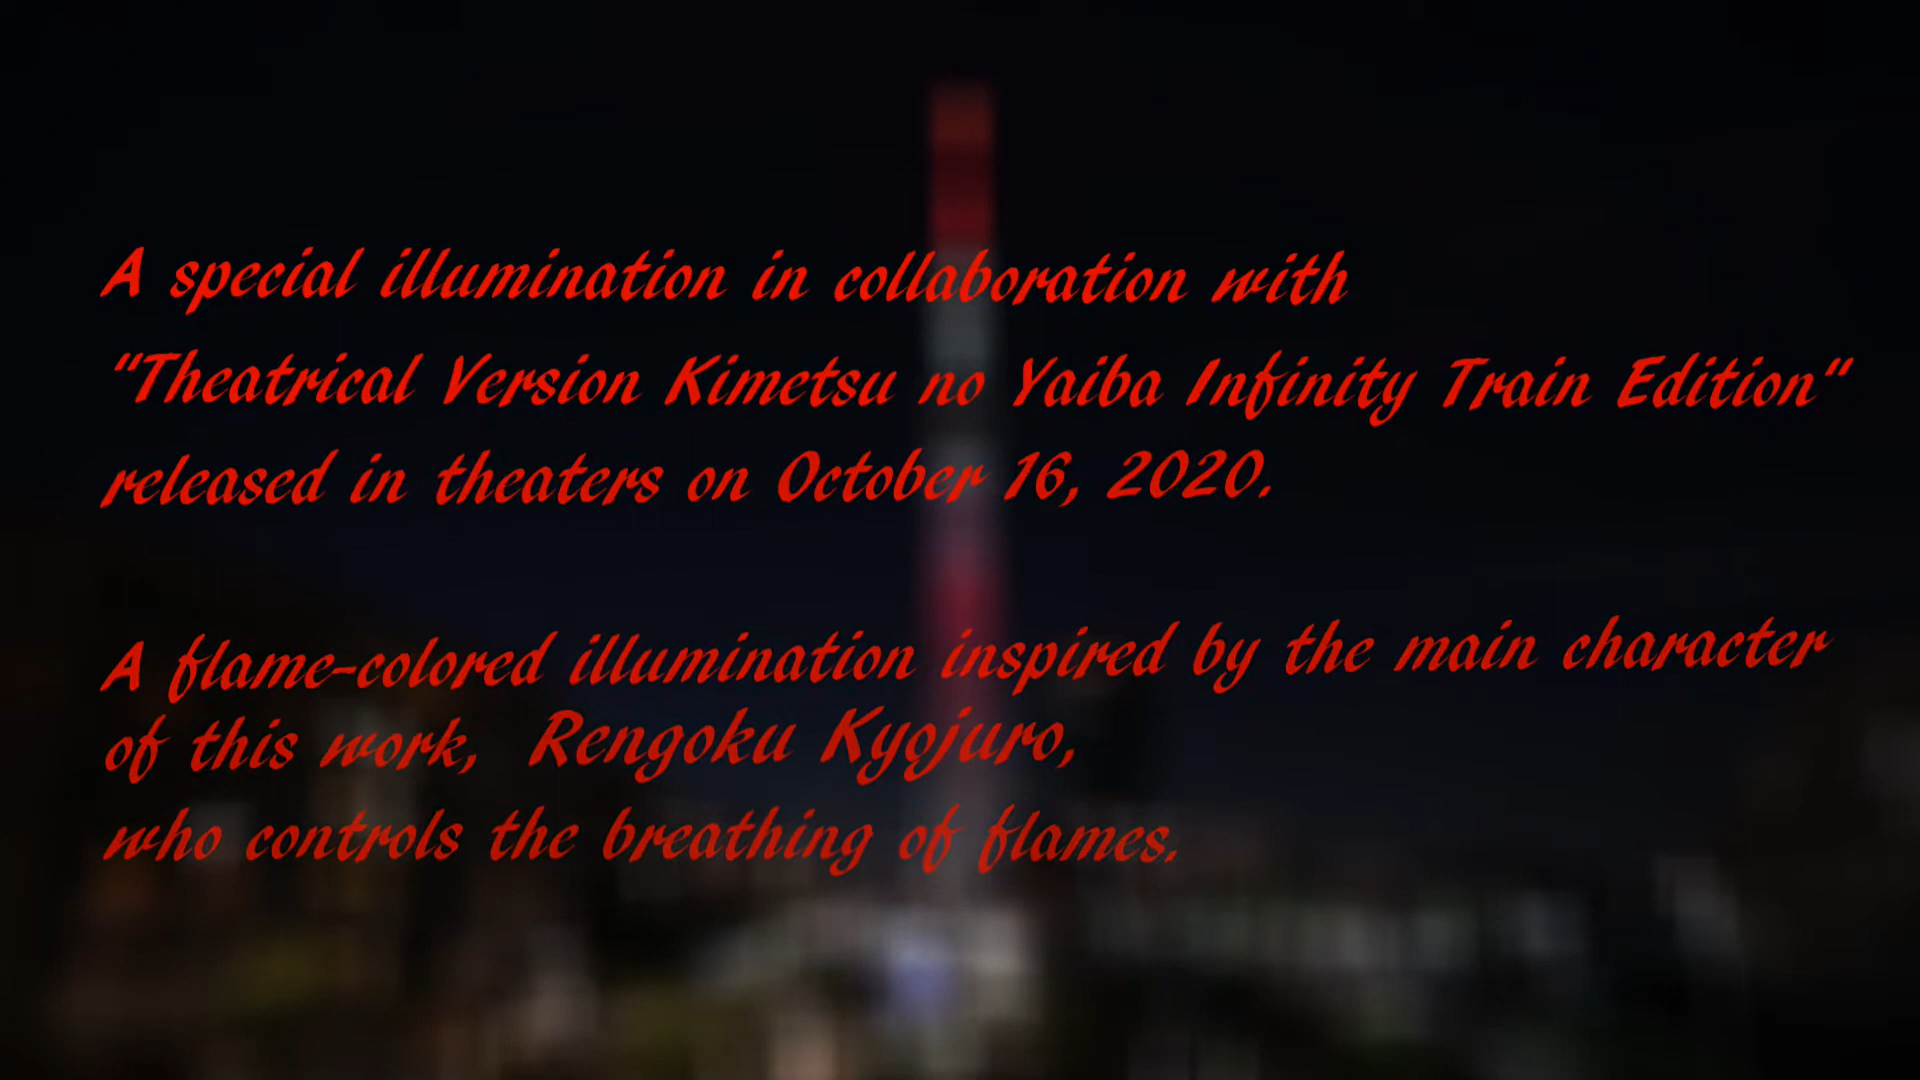 A special illumination in collaboration with
“Theatrical Version Kimetsu no Yaiba Infinity Train Edition“
released in theaters on October 16, 2020.
A flame-colored illumination inspired by the main character
of this work, Rengoku Kyojuro,
who controls the breathing of flames.